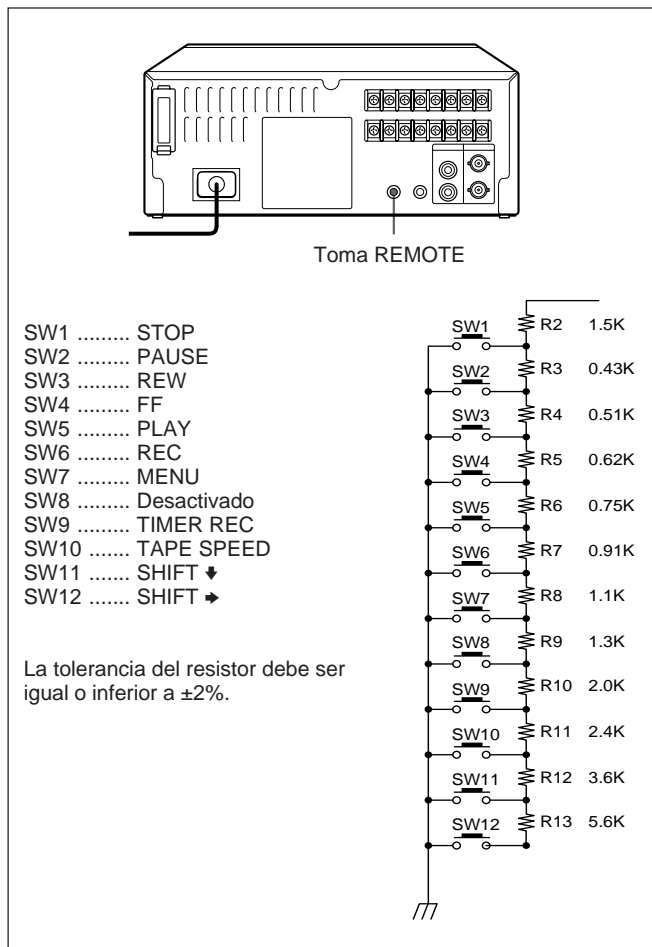 Toma REMOTE
SW1 ......... STOP
SW2 ......... PAUSE
SW3 ......... REW
SW4 ......... FF
SW5 ......... PLAY
SW6 ......... REC
SW7 ......... MENU
SW8 ......... Desactivado
SW9 ......... TIMER REC
SW10 ....... TAPE SPEED
SW11 ....... SHIFT 🡇
SW12 ....... SHIFT 🡆
La tolerancia del resistor debe ser
igual o inferior a ±2%.
R2 1.5K
SW1
R3 0.43K
SW2
R4 0.51K
SW3
R5 0.62K
SW4
R6 0.75K
SW5
R7 0.91K
SW6
R8 1.1K
SW7
R9 1.3K
SW8
R10 2.0K
SW9
R11 2.4K
SW10
R12 3.6K
SW11
R13 5.6K
SW12